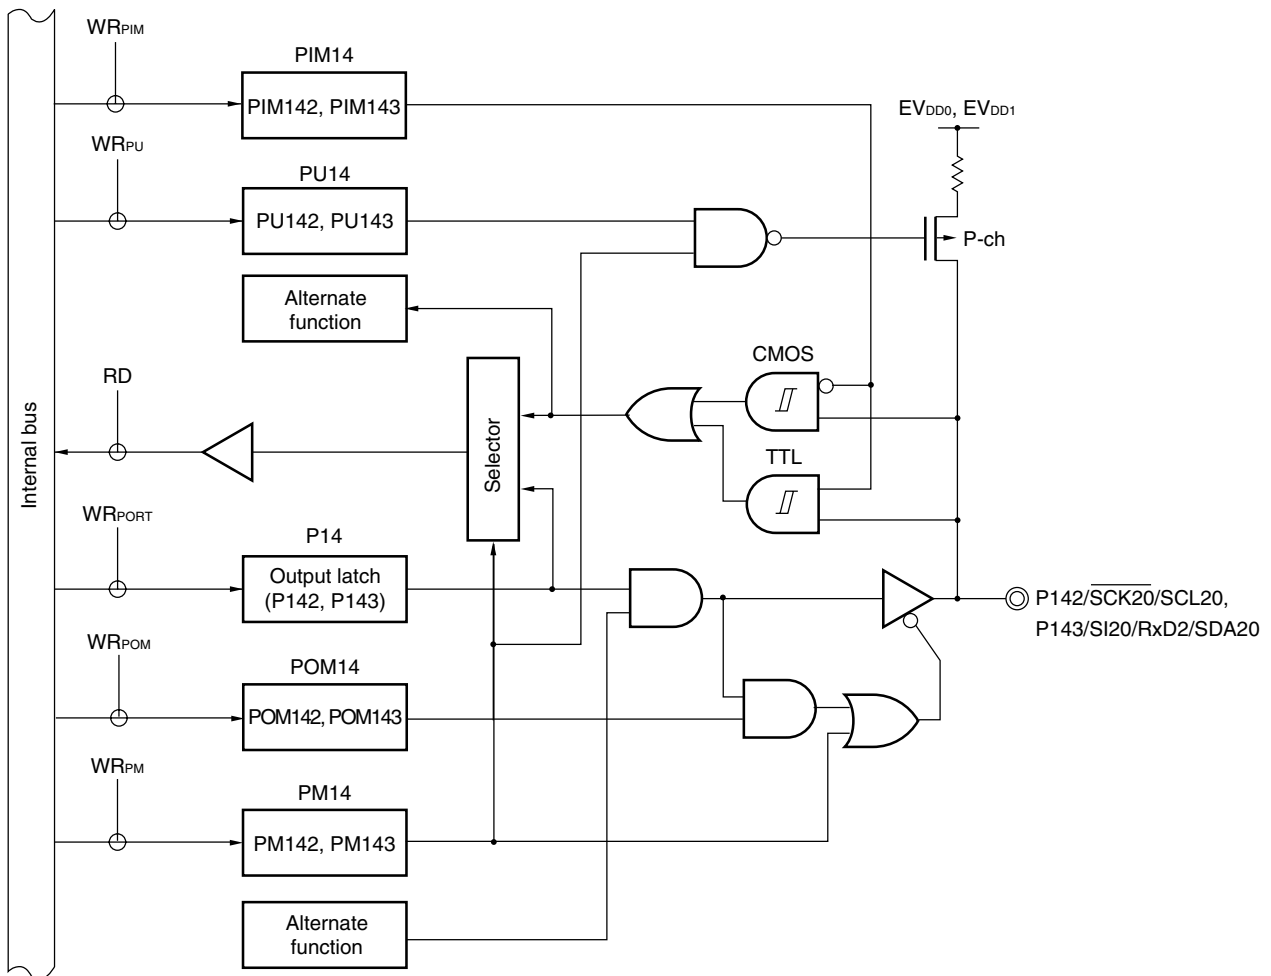 WRPIM
PIM14
PIM142, PIM143
EVDD0, EVDD1
WRPU
PU14
PU142, PU143
P-ch
Alternate
function
CMOS
RD
Internal bus
Selector
TTL
WRPORT
P14
Output latch
(P142, P143)
P142/SCK20/SCL20,
P143/SI20/RxD2/SDA20
WRPOM
POM14
POM142, POM143
WRPM
PM14
PM142, PM143
Alternate
function